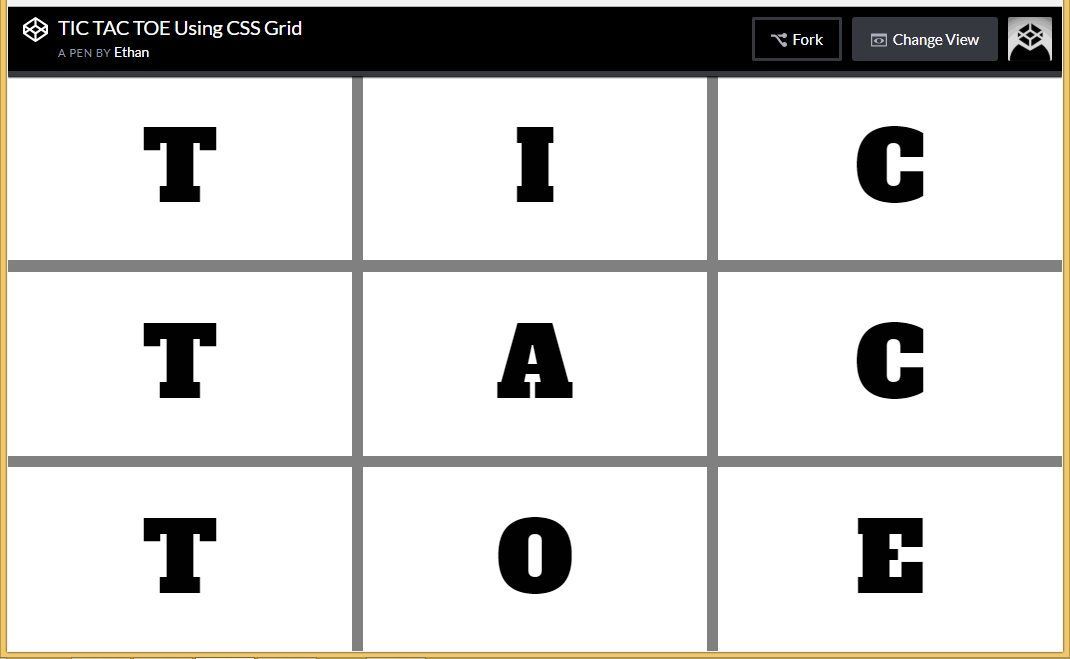 TIC TAC TOE Using CSS Grid
A PEN BY Ethan
Fork
Change View
T I C
T A C
T O E